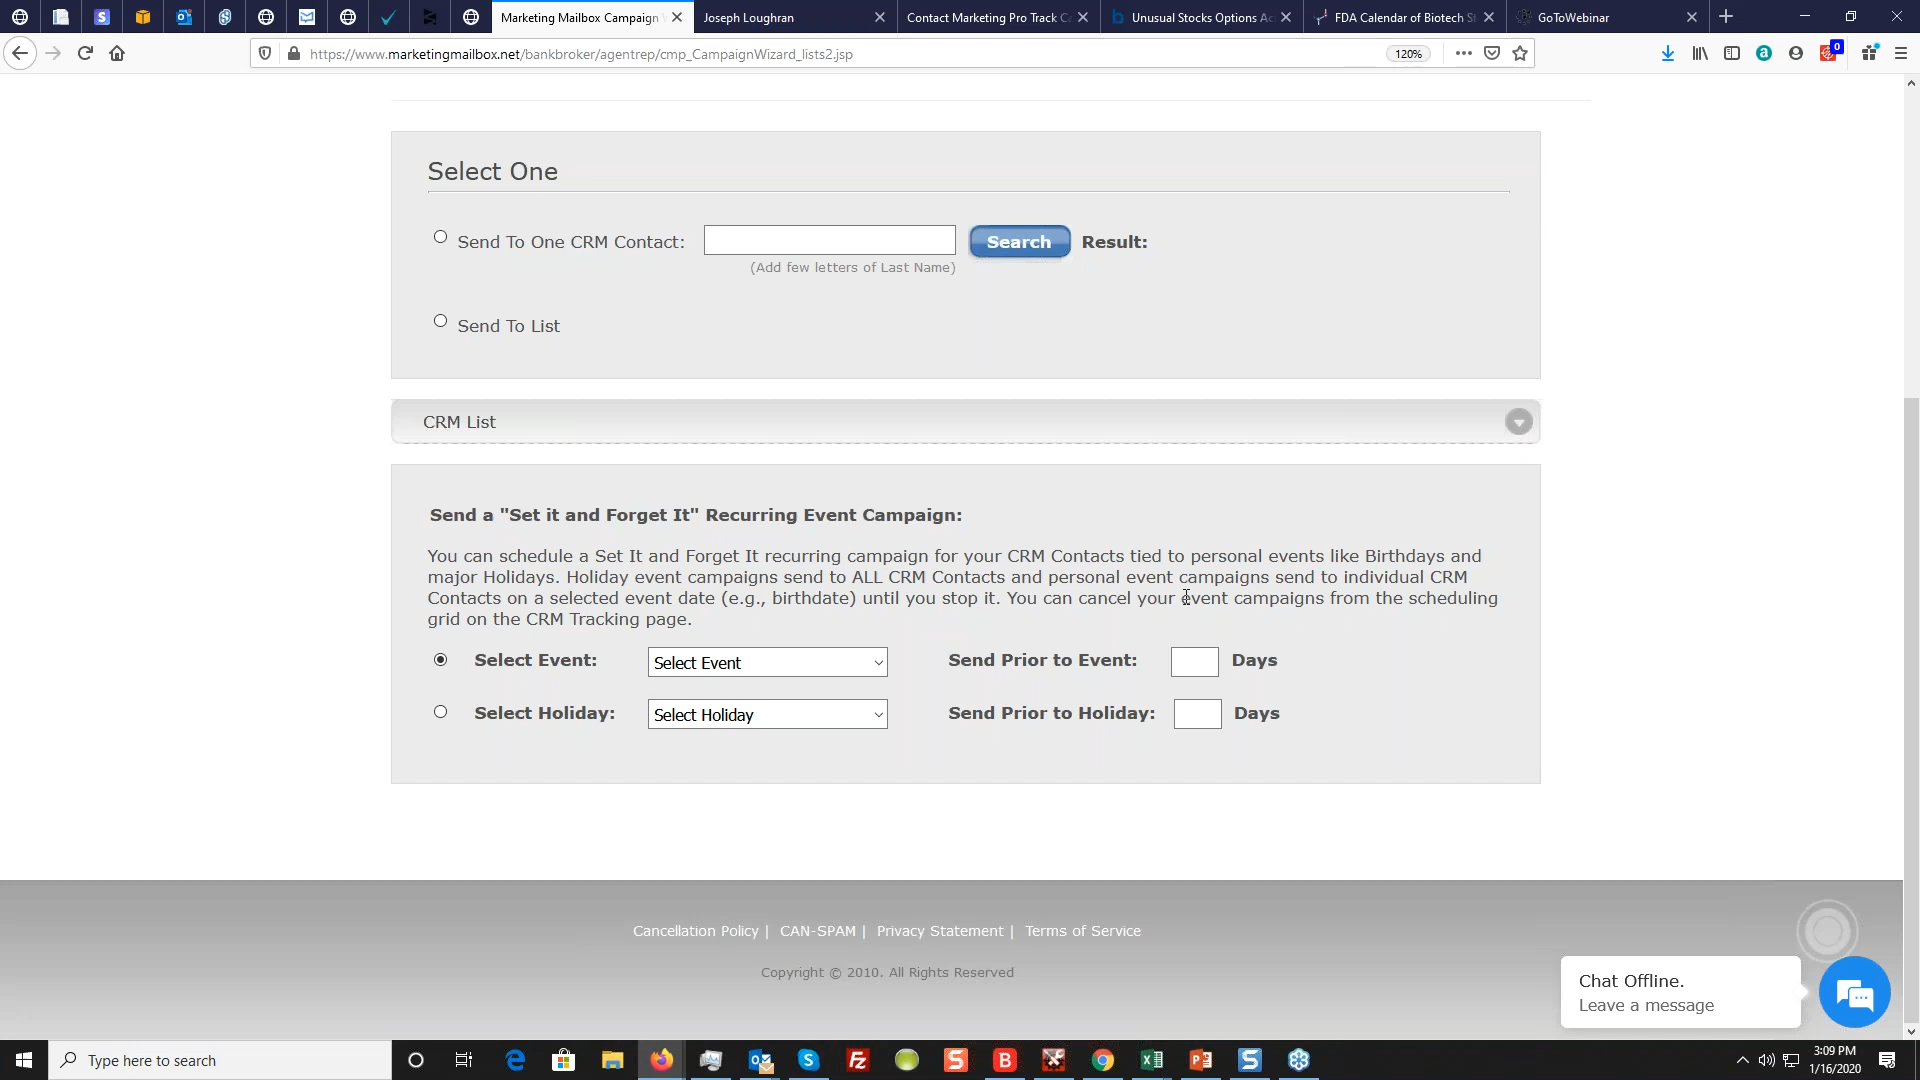 Marketing Mailbox Campaign
Joseph Loughran
Contact Marketing Pro Track C
Unusual Stocks Options Ac
FDA Calendar of Biotech St
GoToWebinar
https://www.marketingmailbox.net/bankbroker/agentrep/cmp_CampaignWizard_lists2.jsp
120%
0
Select One
Send To One CRM Contact:
Search
Result:
(Add few letters of Last Name)
Send To List
CRM List
Send a "Set it and Forget It" Recurring Event Campaign:
You can schedule a Set It and Forget It recurring campaign for your CRM Contacts tied to personal events like Birthdays and
major Holidays. Holiday event campaigns send to ALL CRM Contacts and personal event campaigns send to individual CRM
Contacts on a selected event date (e.g., birthdate) until you stop it. You can cancel your event campaigns from the scheduling
grid on the CRM Tracking page.
Select Event:
Select Event
Send Prior to Event:
Days
Select Holiday:
Select Holiday
Send Prior to Holiday:
Days
Cancellation Policy | CAN-SPAM | Privacy Statement | Terms of Service
Copyright © 2010. All Rights Reserved
Chat Offline.
Leave a message
Type here to search
3:09 PM
1/16/2020